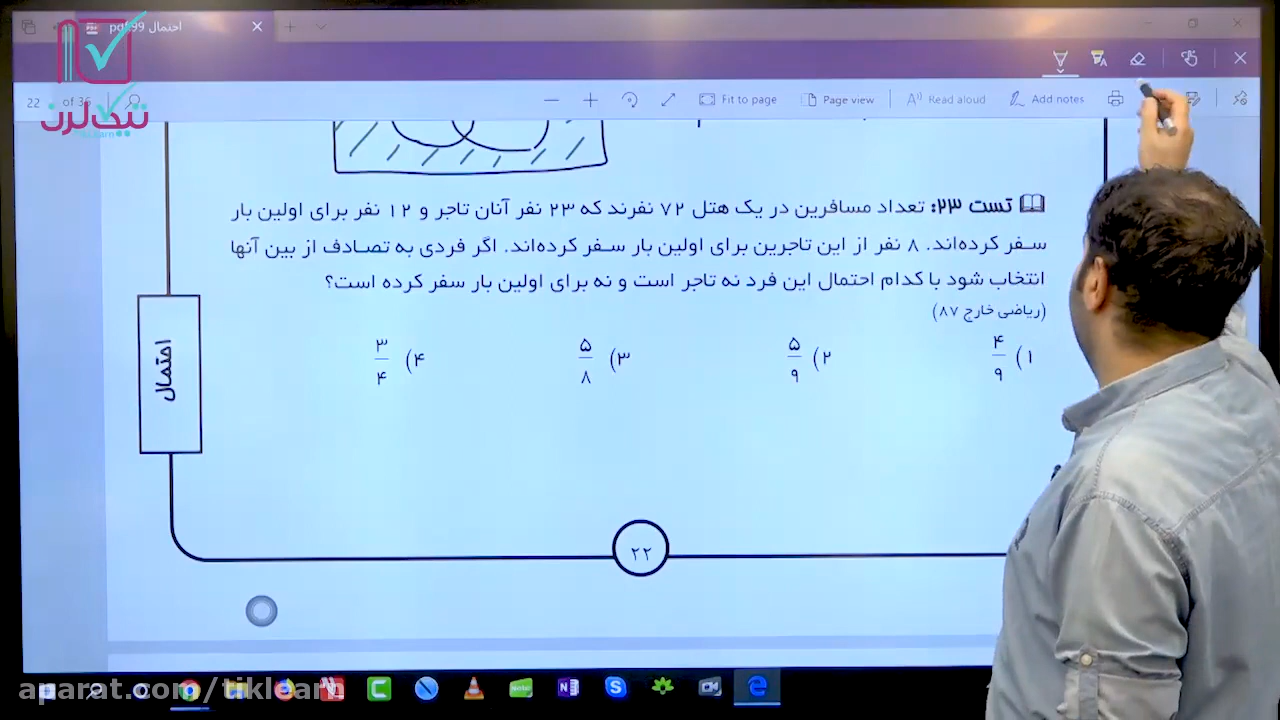 احتمال 99.pdf
22 of 36
Fit to page
Page view
Read aloud
Add notes
تیک لرن
تست ۲۳: تعداد مسافرین در یک هتل ۷۲ نفرند که ۲۳ نفر آنان تاجر و ۱۲ نفر برای اولین بار
سفر کرده‌اند. ۸ نفر از این تاجرین برای اولین بار سفر کرده‌اند. اگر فردی به تصادف از بین آنها
انتخاب شود با کدام احتمال این فرد نه تاجر است و نه برای اولین بار سفر کرده است؟
(ریاضی خارج ۸۷)
۱) ۴/۹ ۲) ۵/۹ ۳) ۵/۸ ۴) ۳/۴
احتمال
۲۲
aparat.com/tiklearn